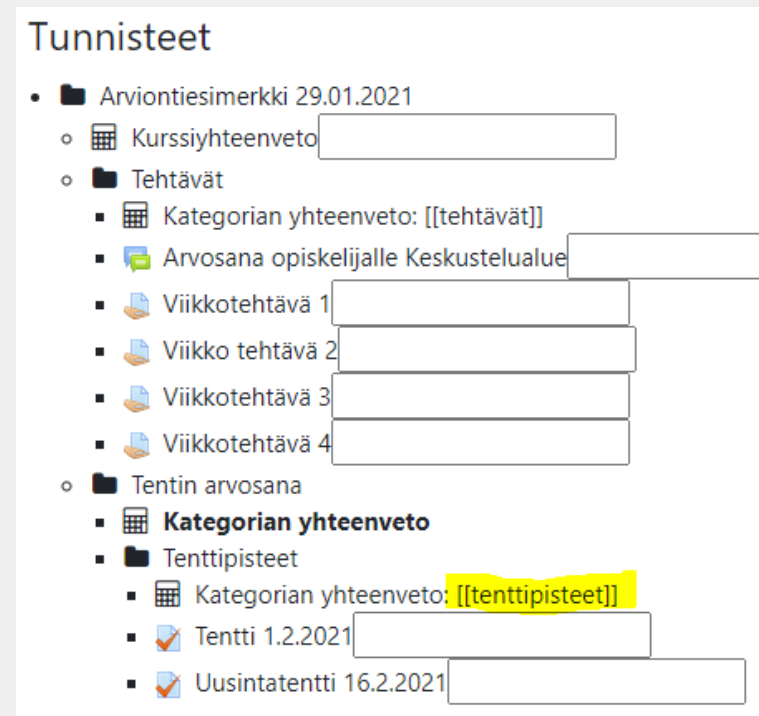 Tunnisteet
Arviontiesimerkki 29.01.2021
Kurssiyhteenveto
Tehtävät
Kategorian yhteenveto: [[tehtävät]]
Arvosana opiskelijalle Keskustelualue
Viikkotehtävä 1
Viikko tehtävä 2
Viikkotehtävä 3
Viikkotehtävä 4
Tentin arvosana
Kategorian yhteenveto
Tenttipisteet
Kategorian yhteenveto: [[tenttipisteet]]
Tentti 1.2.2021
Uusintatentti 16.2.2021